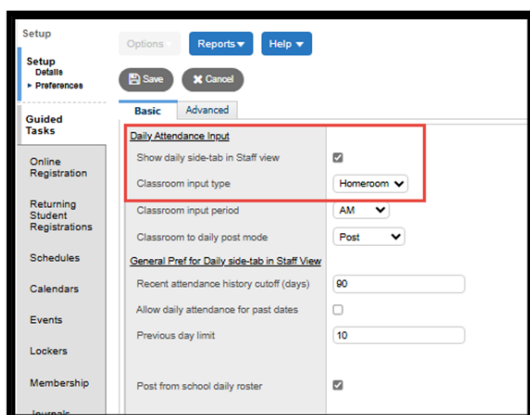 Setup
Options
Reports
Help
Setup
Details
Preferences
Save
Cancel
Guided
Tasks
Basic
Advanced
Daily Attendance Input
Show daily side-tab in Staff view
Classroom input type
Homeroom
Classroom input period
AM
Classroom to daily post mode
Post
General Pref for Daily side-tab in Staff View
Recent attendance history cutoff (days)
90
Allow daily attendance for past dates
Previous day limit
10
Post from school daily roster
Online
Registration
Returning
Student
Registrations
Schedules
Calendars
Events
Lockers
Membership
Journals